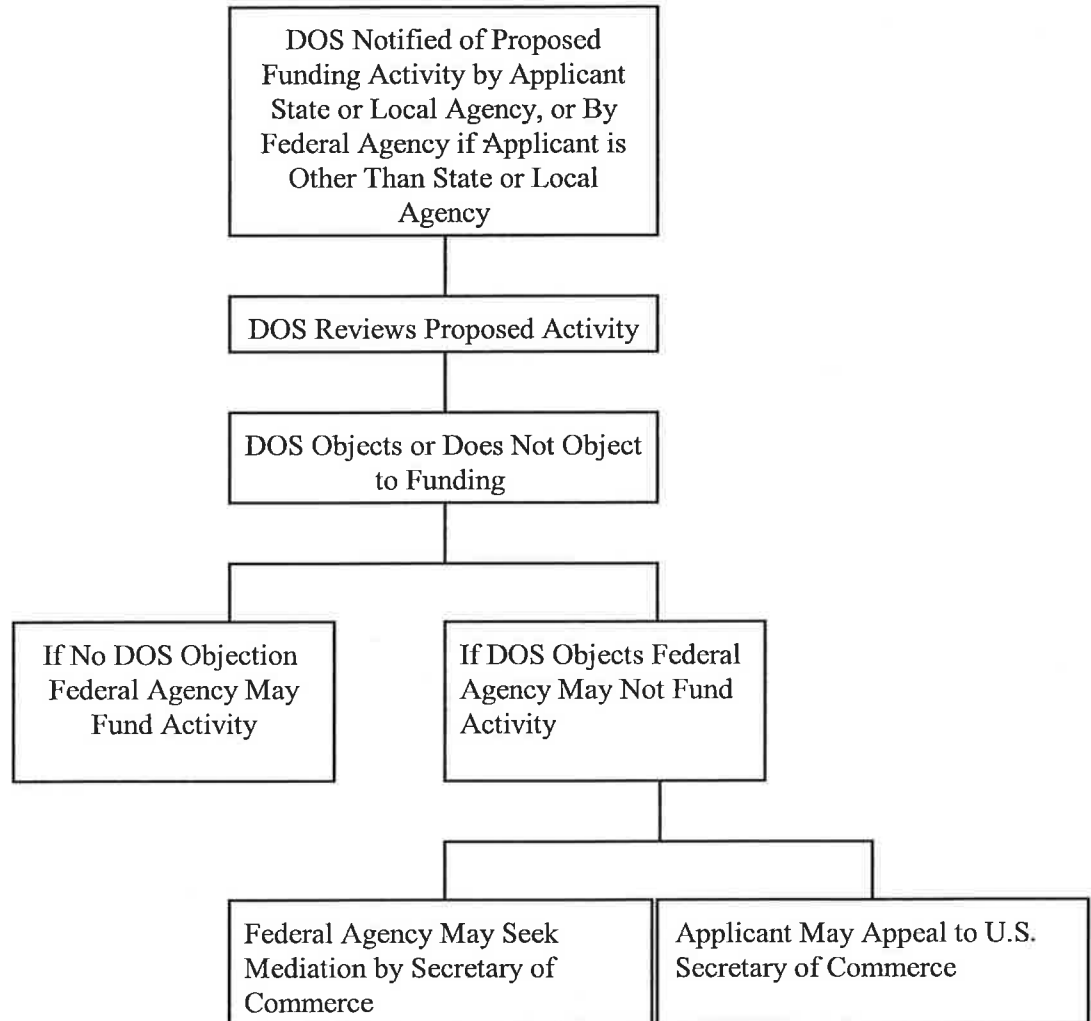 DOS Notified of Proposed
Funding Activity by Applicant
State or Local Agency, or By
Federal Agency if Applicant is
Other Than State or Local
Agency
DOS Reviews Proposed Activity
DOS Objects or Does Not Object
to Funding
If No DOS Objection
Federal Agency May
Fund Activity
If DOS Objects Federal
Agency May Not Fund
Activity
Federal Agency May Seek
Mediation by Secretary of
Commerce
Applicant May Appeal to U.S.
Secretary of Commerce